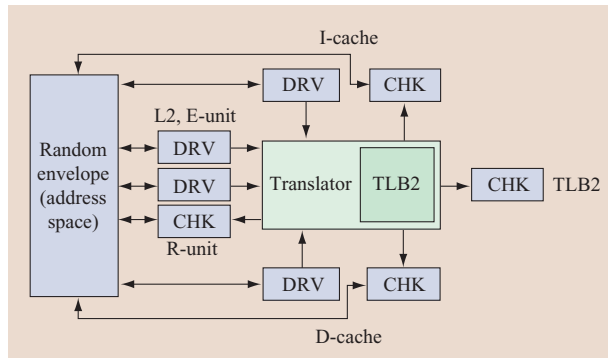 I-cache
DRV
CHK
L2, E-unit
Random
envelope
(address
space)
DRV
DRV
CHK
R-unit
Translator
TLB2
CHK
TLB2
DRV
CHK
D-cache